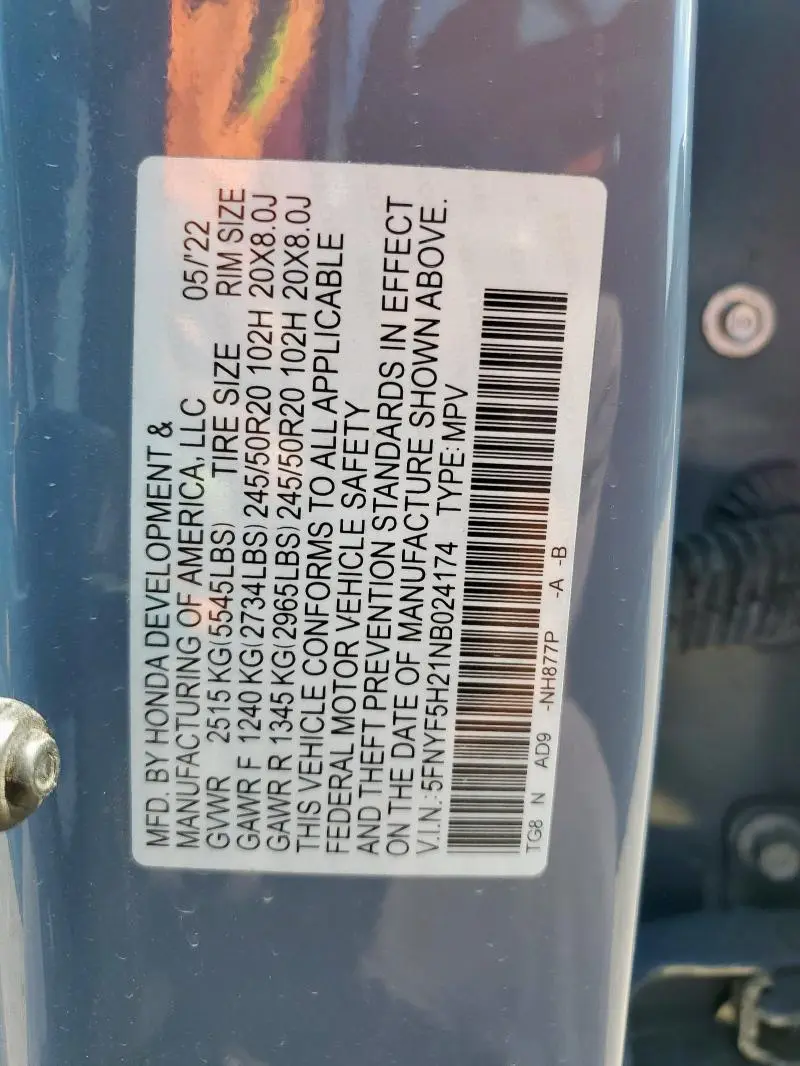 MFD. BY HONDA DEVELOPMENT &
MANUFACTURING OF AMERICA, LLC 05/'22
GVWR 2515 KG(5545LBS) TIRE SIZE RIM SIZE
GAWR F 1240 KG(2734LBS) 245/50R20 102H 20X8.0J
GAWR R 1345 KG(2965LBS) 245/50R20 102H 20X8.0J
THIS VEHICLE CONFORMS TO ALL APPLICABLE
FEDERAL MOTOR VEHICLE SAFETY
AND THEFT PREVENTION STANDARDS IN EFFECT
ON THE DATE OF MANUFACTURE SHOWN ABOVE.
V.I.N.:5FNYF5H21NB024174 TYPE:MPV
TG8 N AD9 -NH877P -A -B